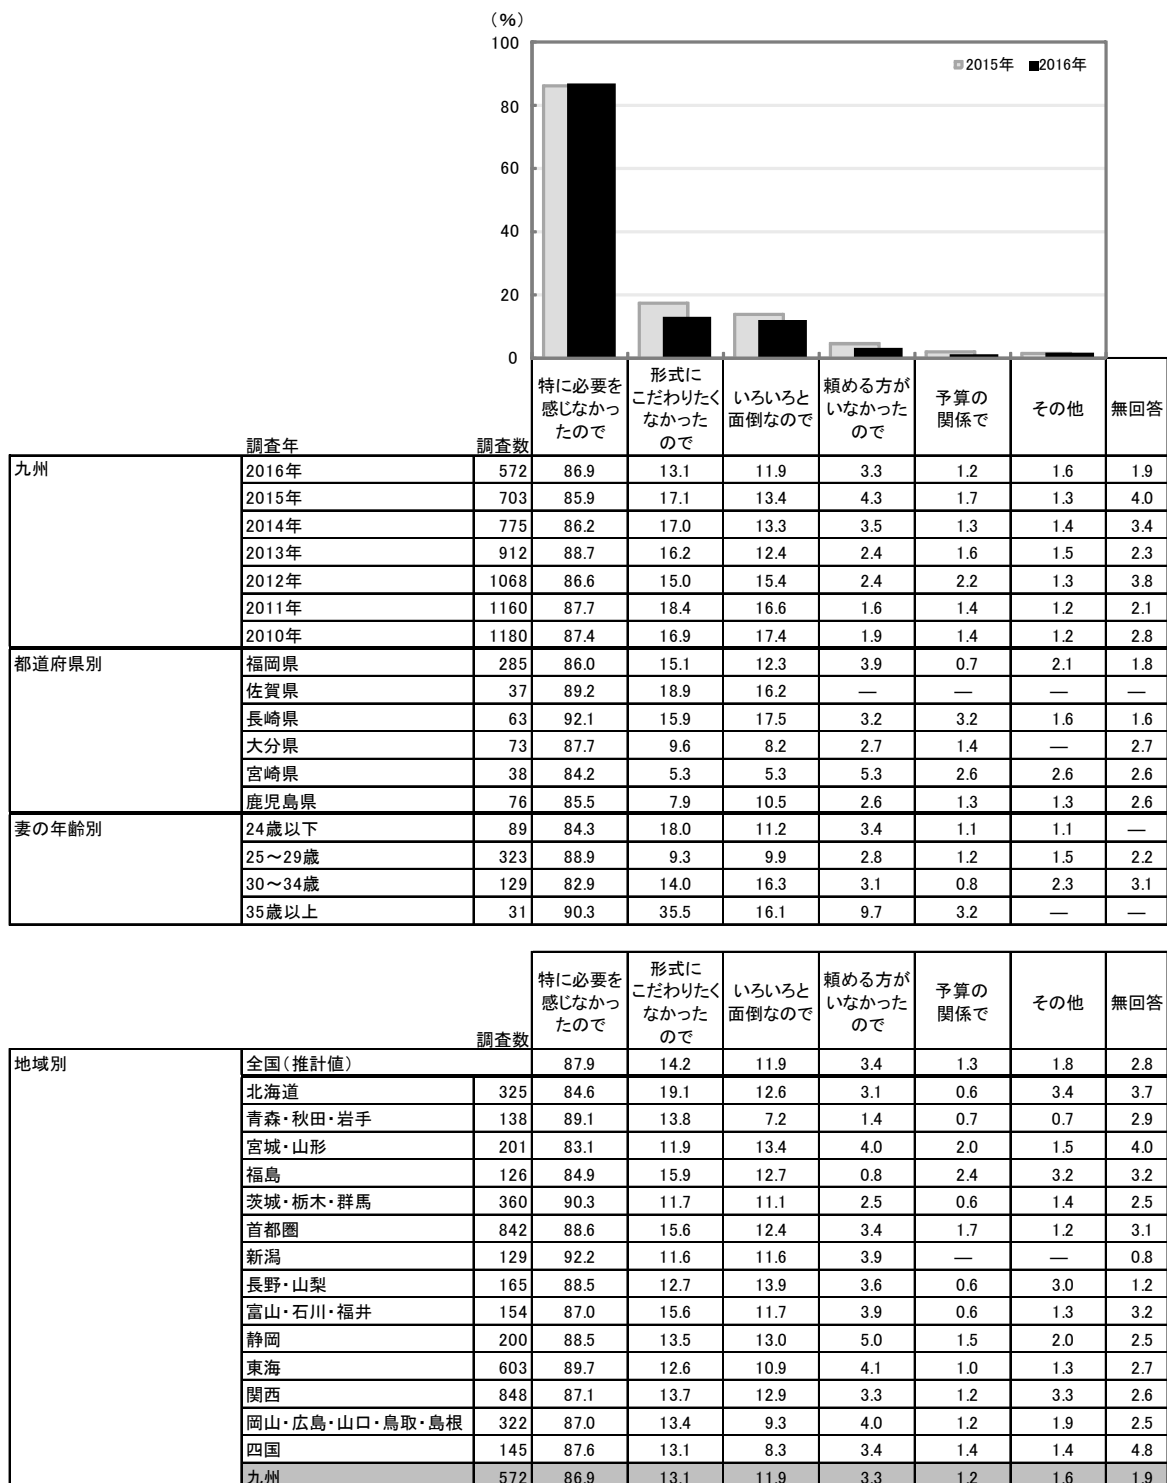 (%)
100
80
60
40
20
0
2015年 2016年
特に必要を感じなかったので 形式にこだわりたくなかったので いろいろと面倒なので 頼める方がいなかったので 予算の関係で その他 無回答
調査年 調査数
九州 2016年 572 86.9 13.1 11.9 3.3 1.2 1.6 1.9
2015年 703 85.9 17.1 13.4 4.3 1.7 1.3 4.0
2014年 775 86.2 17.0 13.3 3.5 1.3 1.4 3.4
2013年 912 88.7 16.2 12.4 2.4 1.6 1.5 2.3
2012年 1068 86.6 15.0 15.4 2.4 2.2 1.3 3.8
2011年 1160 87.7 18.4 16.6 1.6 1.4 1.2 2.1
2010年 1180 87.4 16.9 17.4 1.9 1.4 1.2 2.8
都道府県別 福岡県 285 86.0 15.1 12.3 3.9 0.7 2.1 1.8
佐賀県 37 89.2 18.9 16.2 — — — —
長崎県 63 92.1 15.9 17.5 3.2 3.2 1.6 1.6
大分県 73 87.7 9.6 8.2 2.7 1.4 — 2.7
宮崎県 38 84.2 5.3 5.3 5.3 2.6 2.6 2.6
鹿児島県 76 85.5 7.9 10.5 2.6 1.3 1.3 2.6
妻の年齢別 24歳以下 89 84.3 18.0 11.2 3.4 1.1 1.1 —
25～29歳 323 88.9 9.3 9.9 2.8 1.2 1.5 2.2
30～34歳 129 82.9 14.0 16.3 3.1 0.8 2.3 3.1
35歳以上 31 90.3 35.5 16.1 9.7 3.2 — —
特に必要を感じなかったので 形式にこだわりたくなかったので いろいろと面倒なので 頼める方がいなかったので 予算の関係で その他 無回答
調査数
地域別 全国(推計値) 87.9 14.2 11.9 3.4 1.3 1.8 2.8
北海道 325 84.6 19.1 12.6 3.1 0.6 3.4 3.7
青森・秋田・岩手 138 89.1 13.8 7.2 1.4 0.7 0.7 2.9
宮城・山形 201 83.1 11.9 13.4 4.0 2.0 1.5 4.0
福島 126 84.9 15.9 12.7 0.8 2.4 3.2 3.2
茨城・栃木・群馬 360 90.3 11.7 11.1 2.5 0.6 1.4 2.5
首都圏 842 88.6 15.6 12.4 3.4 1.7 1.2 3.1
新潟 129 92.2 11.6 11.6 3.9 — — 0.8
長野・山梨 165 88.5 12.7 13.9 3.6 0.6 3.0 1.2
富山・石川・福井 154 87.0 15.6 11.7 3.9 0.6 1.3 3.2
静岡 200 88.5 13.5 13.0 5.0 1.5 2.0 2.5
東海 603 89.7 12.6 10.9 4.1 1.0 1.3 2.7
関西 848 87.1 13.7 12.9 3.3 1.2 3.3 2.6
岡山・広島・山口・鳥取・島根 322 87.0 13.4 9.3 4.0 1.2 1.9 2.5
四国 145 87.6 13.1 8.3 3.4 1.4 1.4 4.8
九州 572 86.9 13.1 11.9 3.3 1.2 1.6 1.9